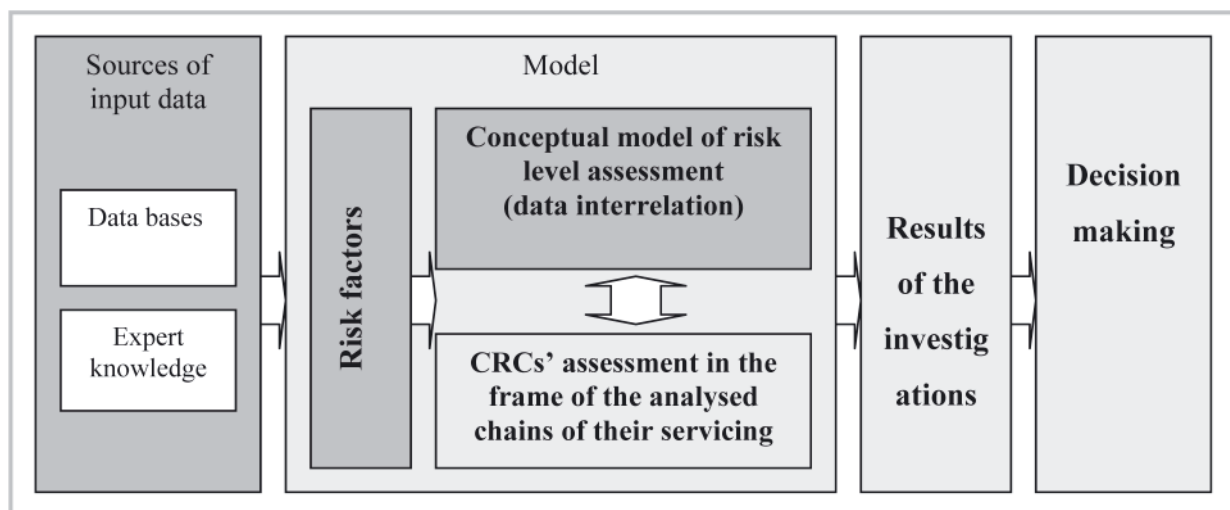 Sources of
input data
Data bases
Expert
knowledge
Model
Risk factors
Conceptual model of risk
level assessment
(data interrelation)
CRCs’ assessment in the
frame of the analysed
chains of their servicing
Results
of the
investig
ations
Decision
making